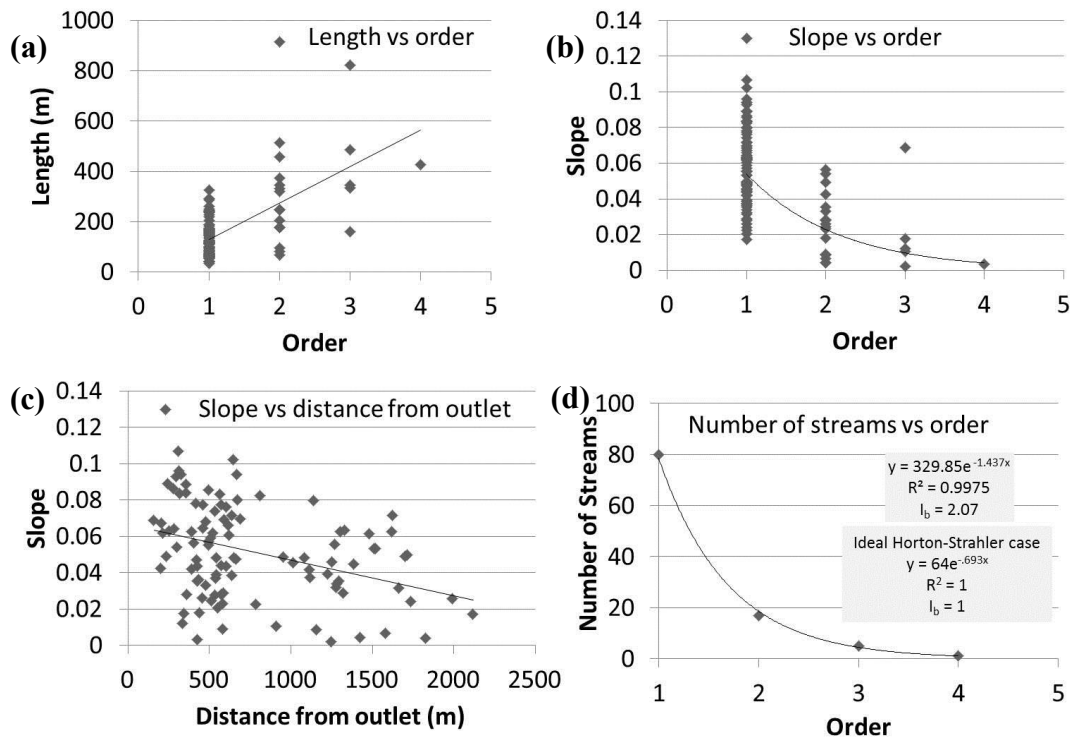 (a)
Length vs order
1000
800
600
400
200
0
Length (m)
0 1 2 3 4 5
Order
(b)
Slope vs order
0.14
0.12
0.1
0.08
0.06
0.04
0.02
0
Slope
0 1 2 3 4 5
Order
(c)
Slope vs distance from outlet
0.14
0.12
0.1
0.08
0.06
0.04
0.02
0
Slope
0 500 1000 1500 2000 2500
Distance from outlet (m)
(d)
Number of streams vs order
100
80
60
40
20
0
Number of Streams
y = 329.85e^-1.437x
R² = 0.9975
I_b = 2.07
Ideal Horton-Strahler case
y = 64e^-.693x
R² = 1
I_b = 1
1 2 3 4 5
Order